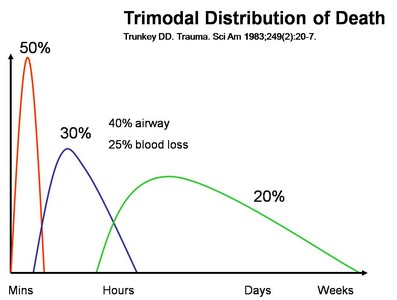 Trimodal Distribution of Death
Trunkey DD. Trauma. Sci Am 1983;249(2):20-7.
50%
30%
40% airway
25% blood loss
20%
Mins Hours Days Weeks